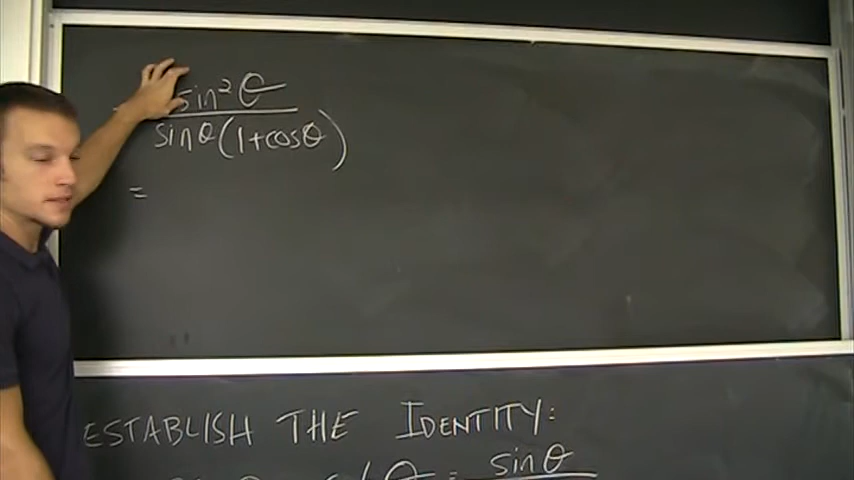 = sin²θ
sinθ(1+cosθ)
=
ESTABLISH THE IDENTITY:
= sinθ